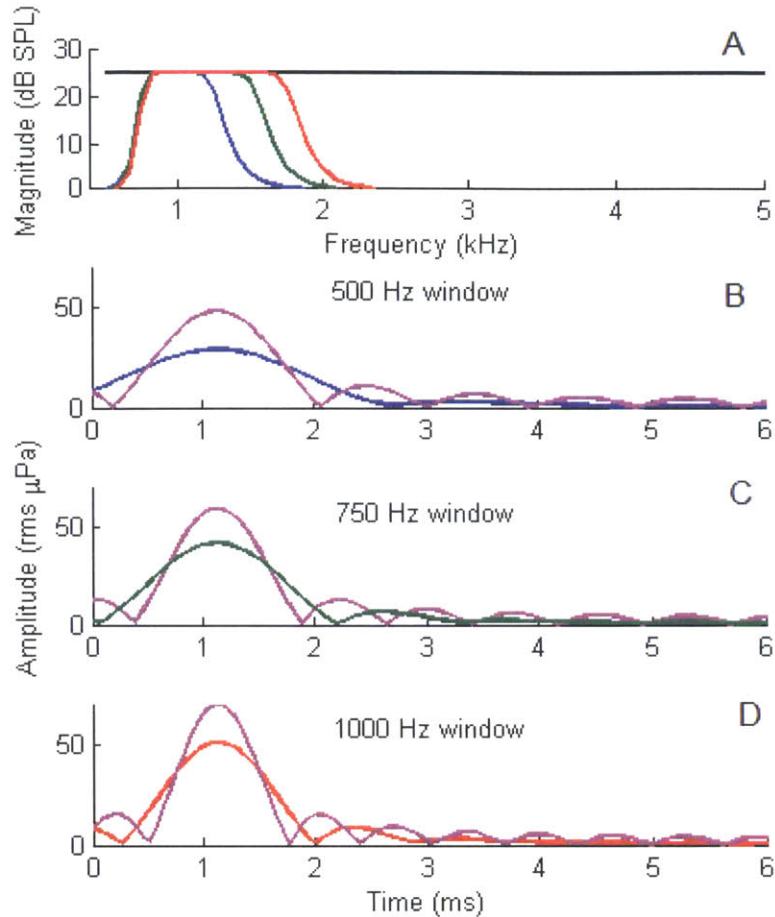 A
Magnitude (dB SPL)
30
20
10
0
1 2 3 4 5
Frequency (kHz)
500 Hz window
B
50
0
0 1 2 3 4 5 6
Amplitude (rms μPa)
750 Hz window
C
50
0
0 1 2 3 4 5 6
1000 Hz window
D
50
0
0 1 2 3 4 5 6
Time (ms)